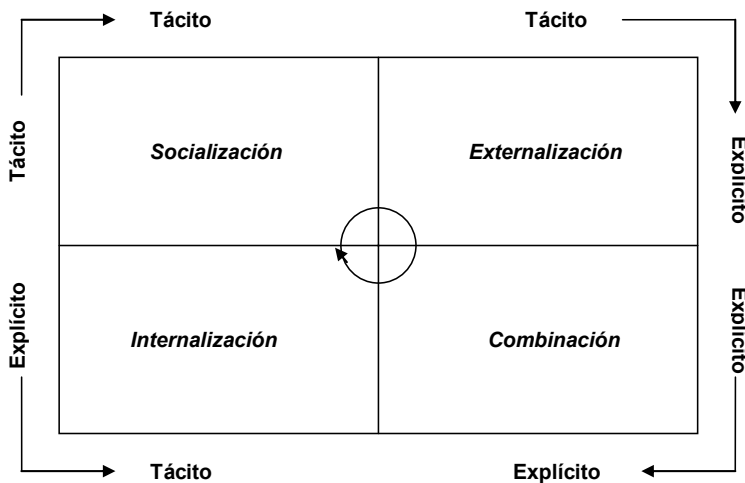 Tácito
Tácito
Tácito
Socialización
Externalización
Explícito
Explícito
Internalización
Combinación
Explícito
Tácito
Explícito